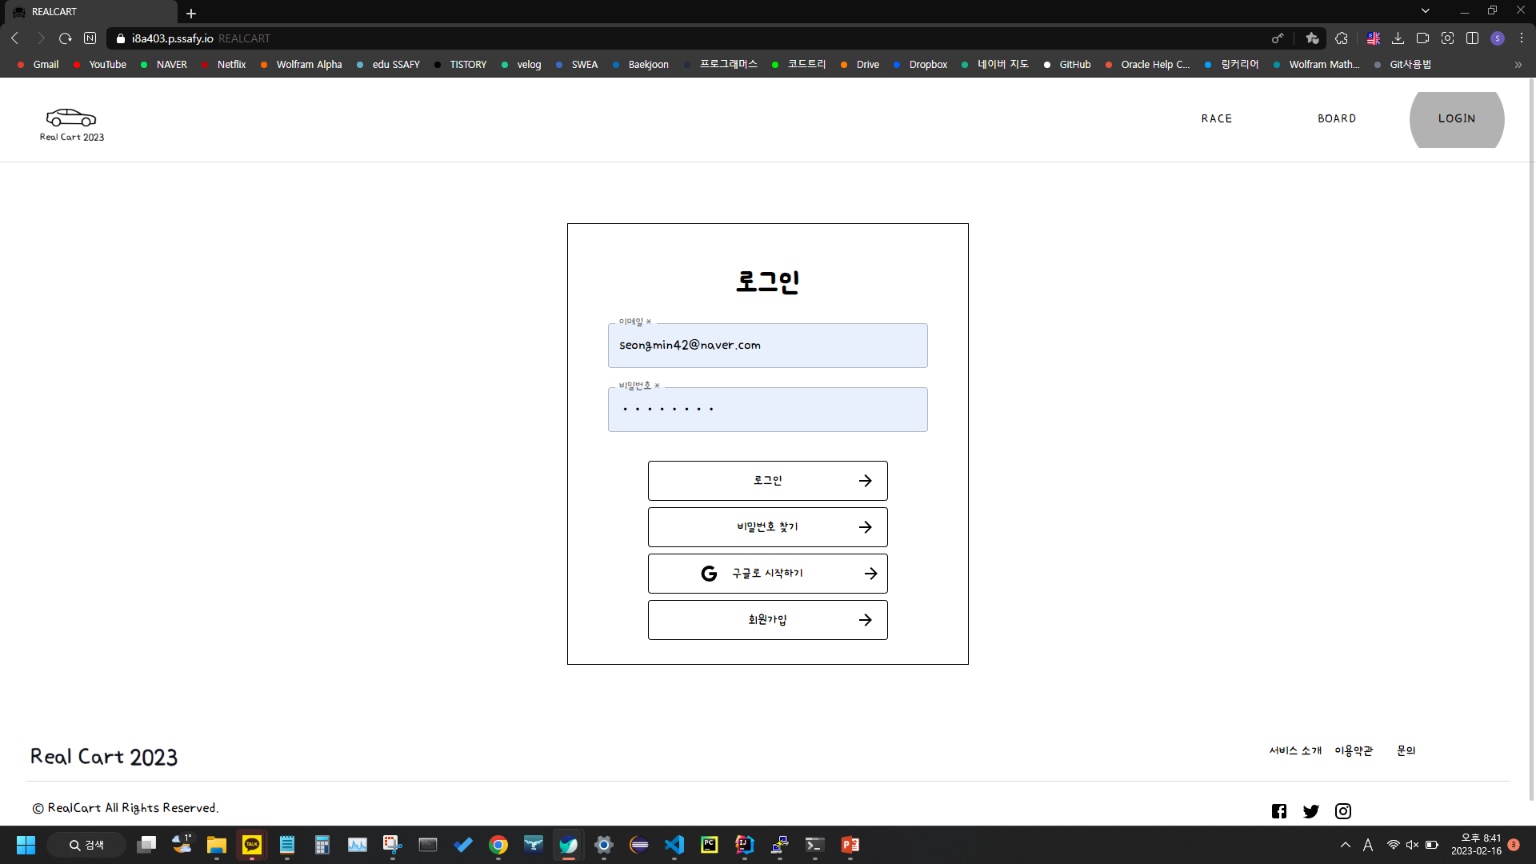 REALCART
i8a403.p.ssafy.io REALCART
Gmail YouTube NAVER Netflix Wolfram Alpha edu SSAFY TISTORY velog SWEA Baekjoon 프로그래머스 코드트리 Drive Dropbox 네이버 지도 GitHub Oracle Help C... 링커리어 Wolfram Math... Git사용법
Real Cart 2023
RACE BOARD LOGIN
로그인
이메일 *
seongmin42@naver.com
비밀번호 *
로그인
비밀번호 찾기
구글로 시작하기
회원가입
Real Cart 2023
서비스 소개 이용약관 문의
© RealCart All Rights Reserved.
검색
1°
TALK
PC
IJ
A
오후 8:41
2023-02-16
3